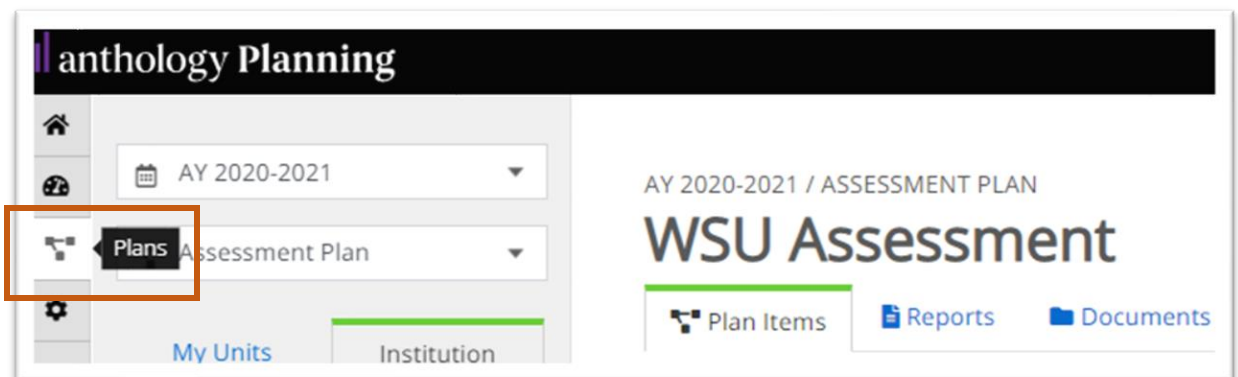 anthology Planning
AY 2020-2021
Plans
Assessment Plan
My Units
Institution
AY 2020-2021 / ASSESSMENT PLAN
WSU Assessment
Plan Items
Reports
Documents